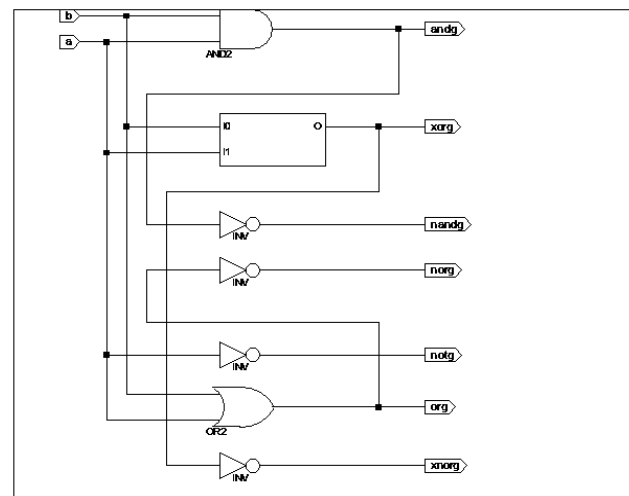 b
andg
a
AND2
I0
O
xorg
I1
nandg
INV
norg
INV
notg
INV
org
OR2
xnorg
INV